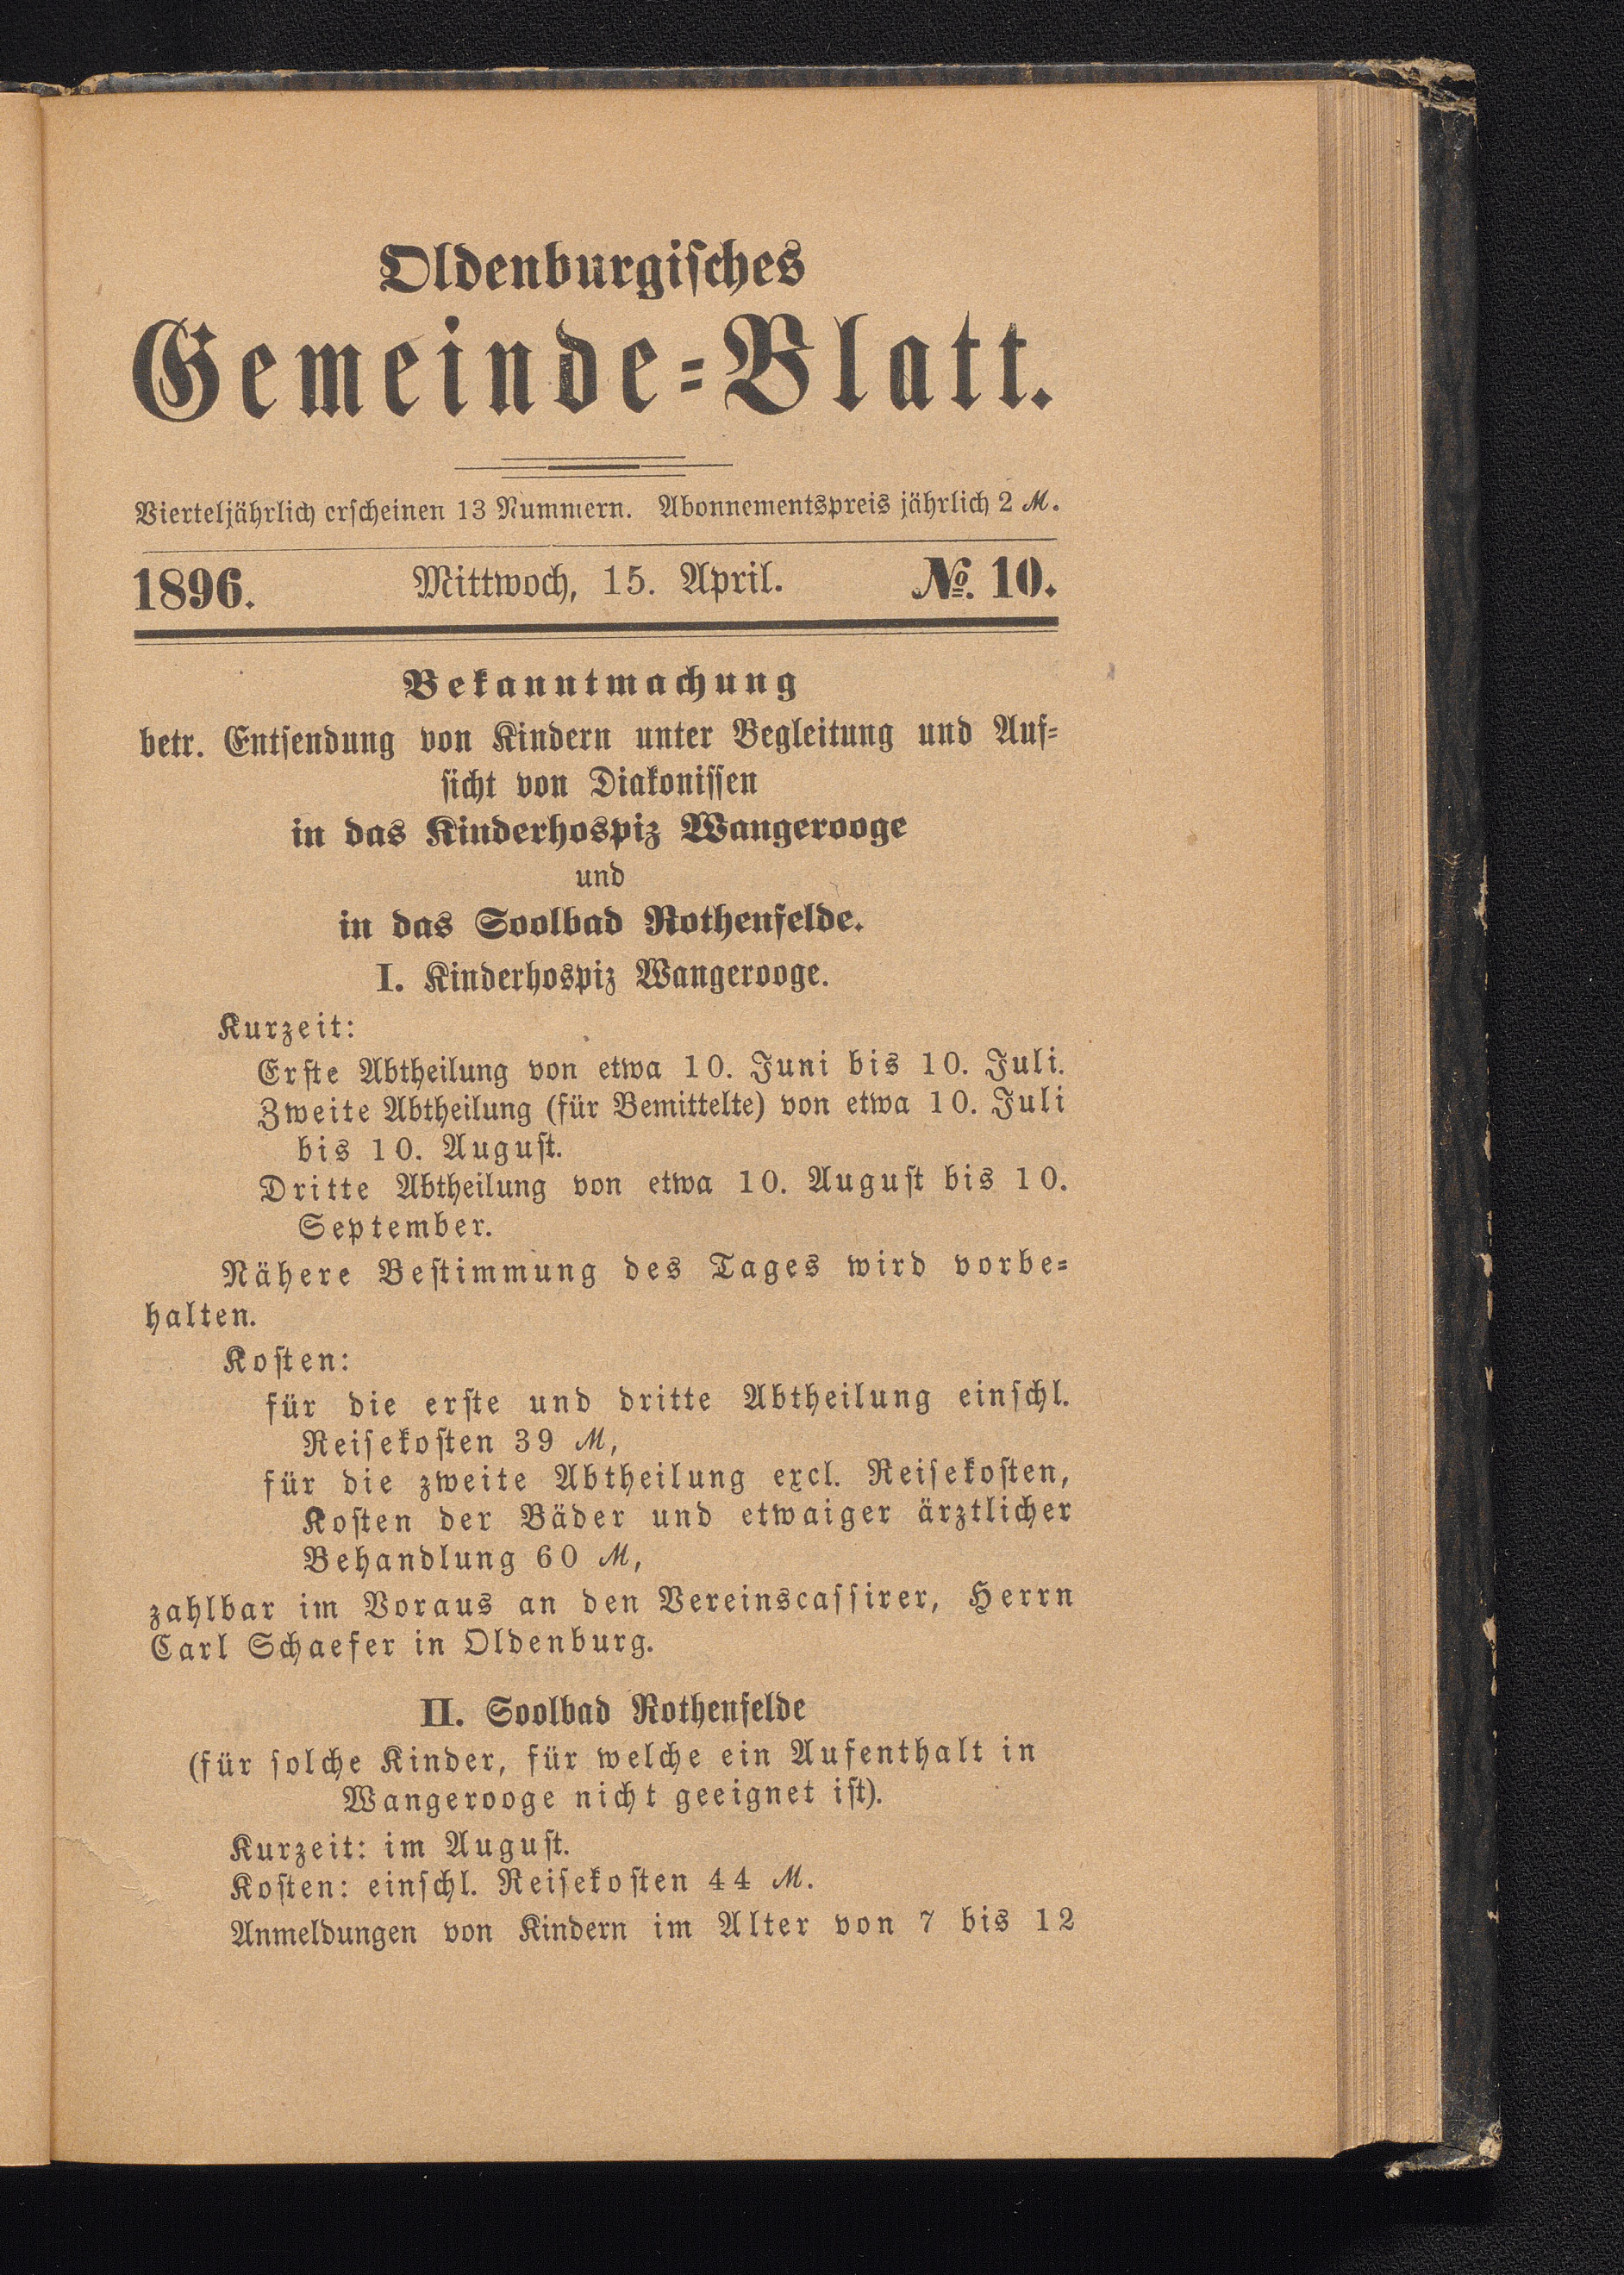 Oldenburgisches
Gemeinde=Blatt.
Vierteljährlich erscheinen 13 Nummern. Abonnementspreis jährlich 2 ℳ.
1896. Mittwoch, 15. April. №. 10.
Bekanntmachung
betr. Entsendung von Kindern unter Begleitung und Auf=
sicht von Diakonissen
in das Kinderhospiz Wangerooge
und
in das Soolbad Rothenfelde.
I. Kinderhospiz Wangerooge.
Kurzeit:
Erste Abtheilung von etwa 10. Juni bis 10. Juli.
Zweite Abtheilung (für Bemittelte) von etwa 10. Juli
bis 10. August.
Dritte Abtheilung von etwa 10. August bis 10.
September.
Nähere Bestimmung des Tages wird vorbe=
halten.
Kosten:
für die erste und dritte Abtheilung einschl.
Reisekosten 39 ℳ,
für die zweite Abtheilung excl. Reisekosten,
Kosten der Bäder und etwaiger ärztlicher
Behandlung 60 ℳ,
zahlbar im Voraus an den Vereinscassirer, Herrn
Carl Schaefer in Oldenburg.
II. Soolbad Rothenfelde
(für solche Kinder, für welche ein Aufenthalt in
Wangerooge nicht geeignet ist).
Kurzeit: im August.
Kosten: einschl. Reisekosten 44 ℳ.
Anmeldungen von Kindern im Alter von 7 bis 12